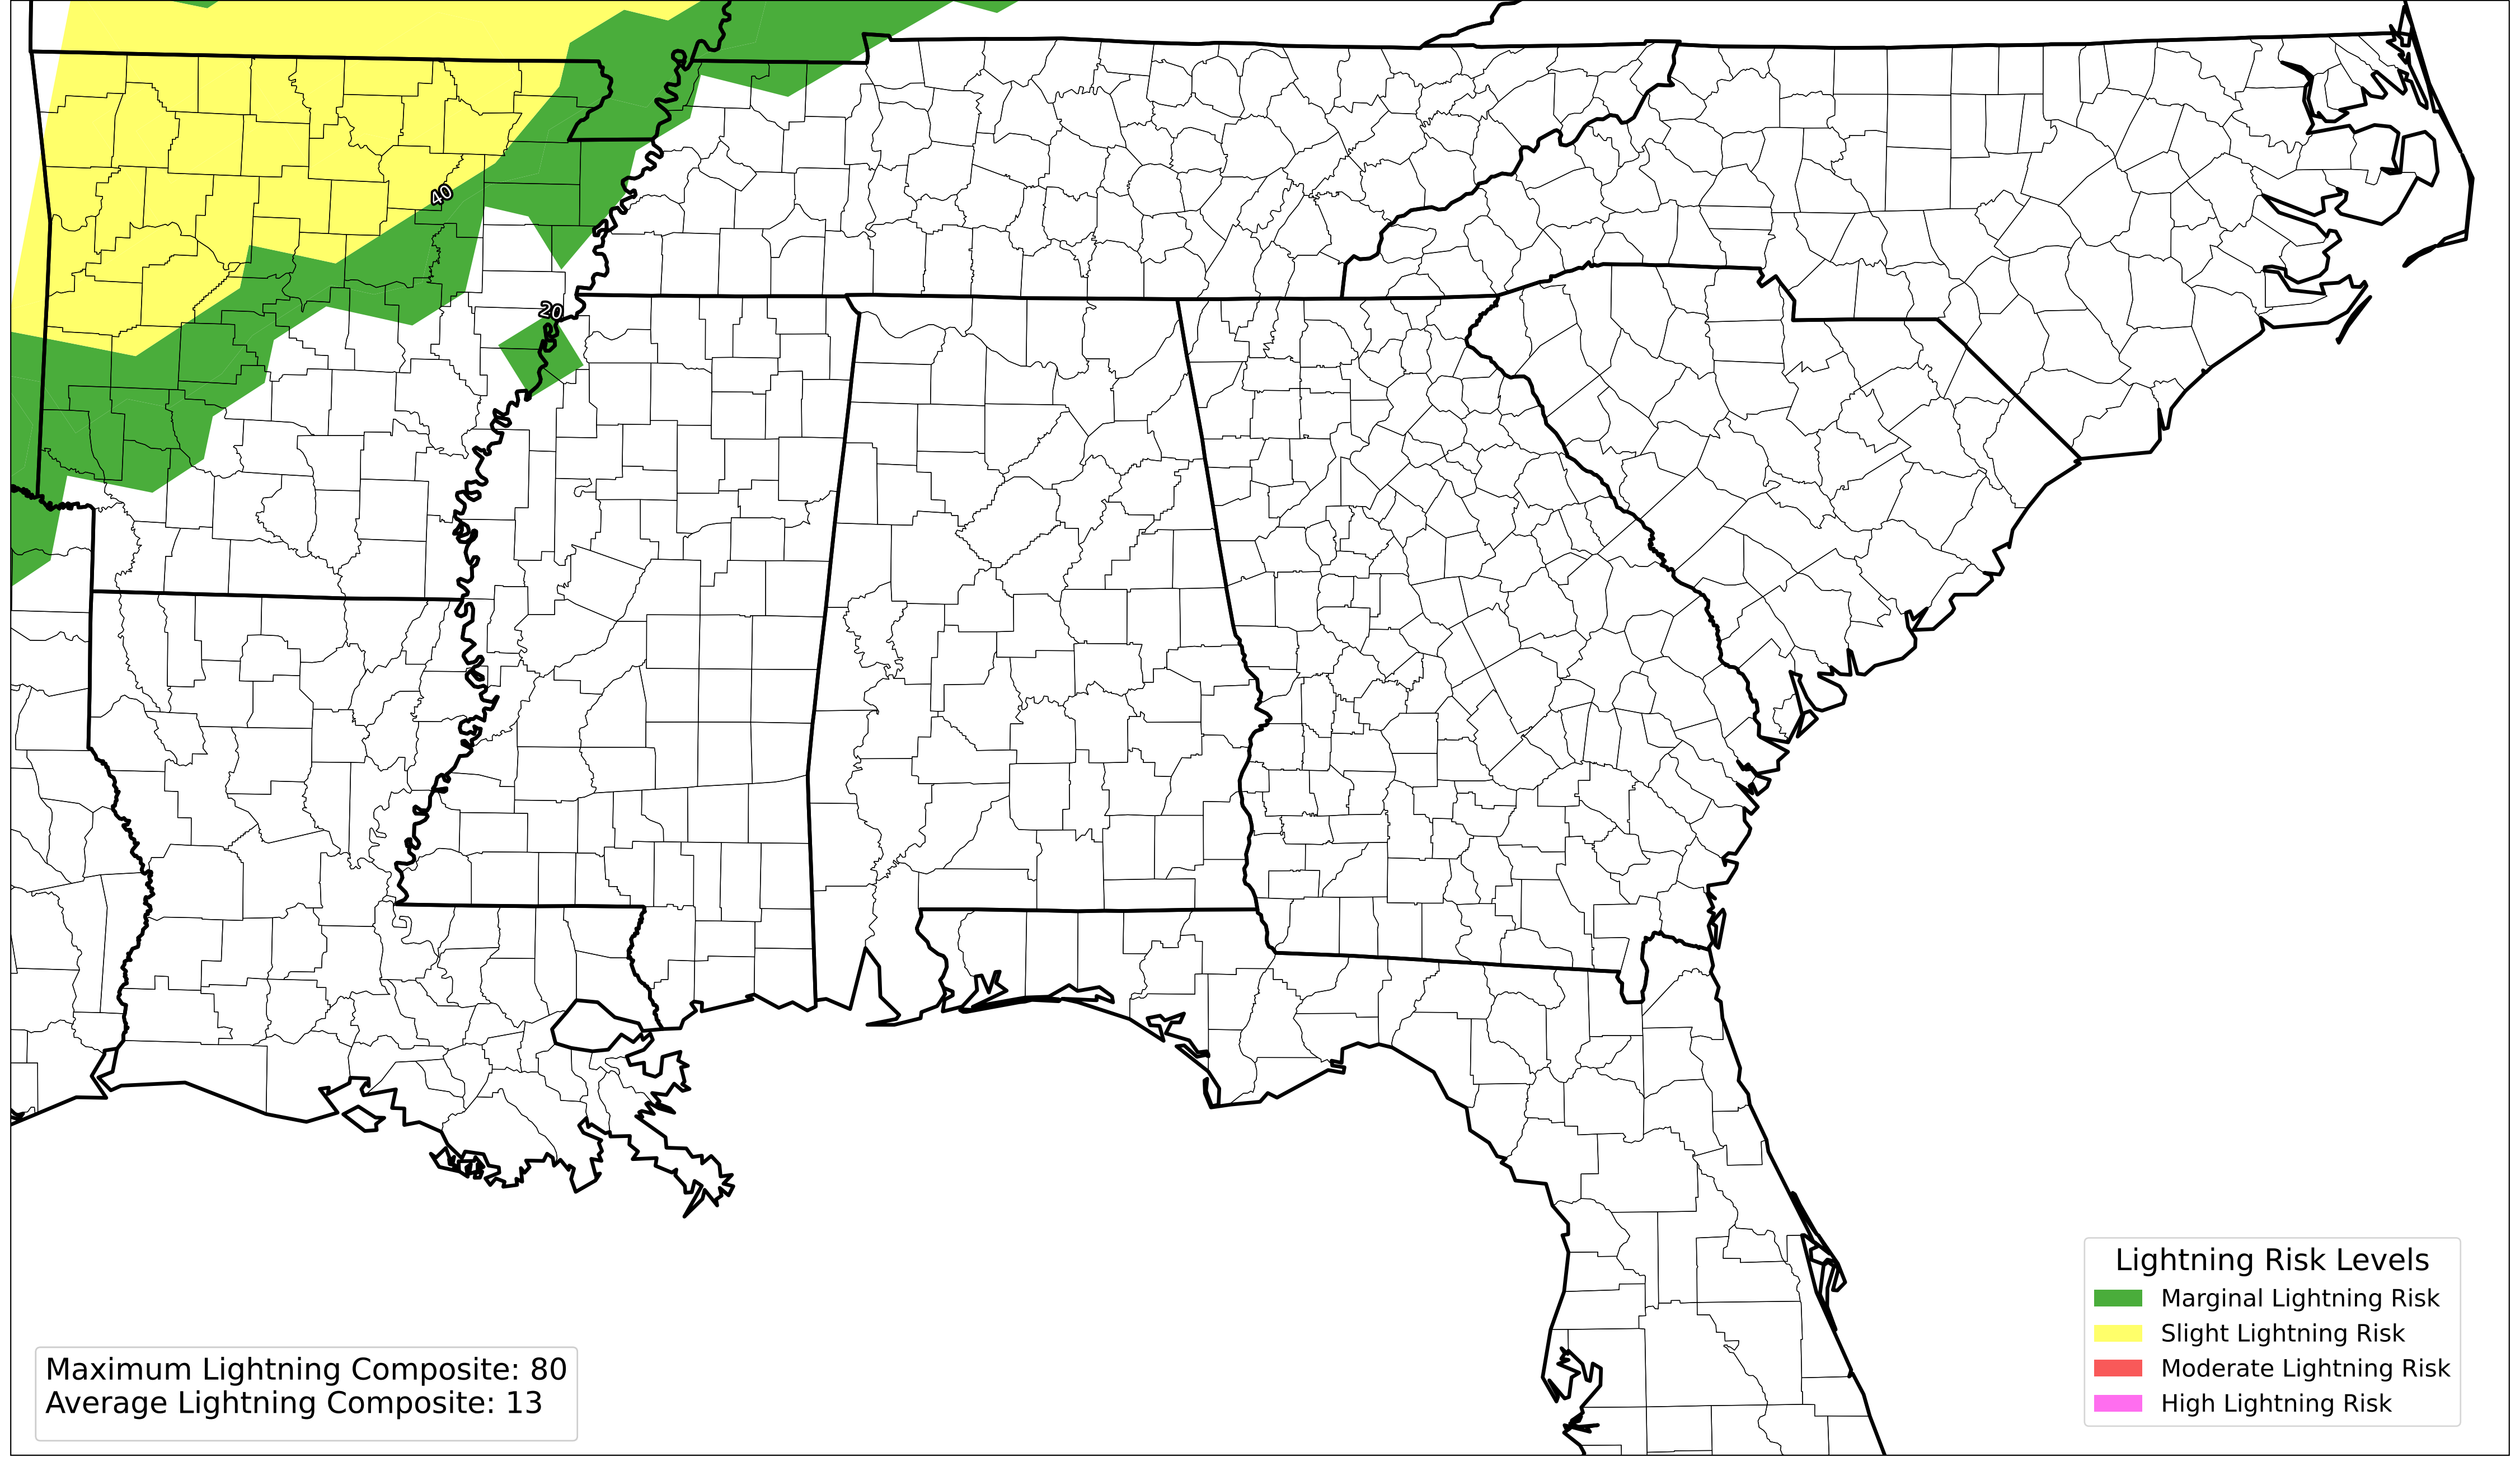 40
20
Lightning Risk Levels
Marginal Lightning Risk
Slight Lightning Risk
Moderate Lightning Risk
High Lightning Risk
Maximum Lightning Composite: 80
Average Lightning Composite: 13